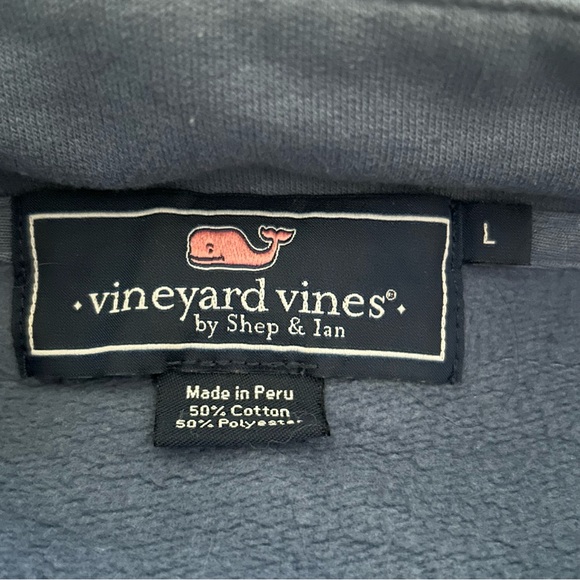 · vineyard vines® ·
by Shep & Ian
L
Made in Peru
50% Cotton
50% Polyester